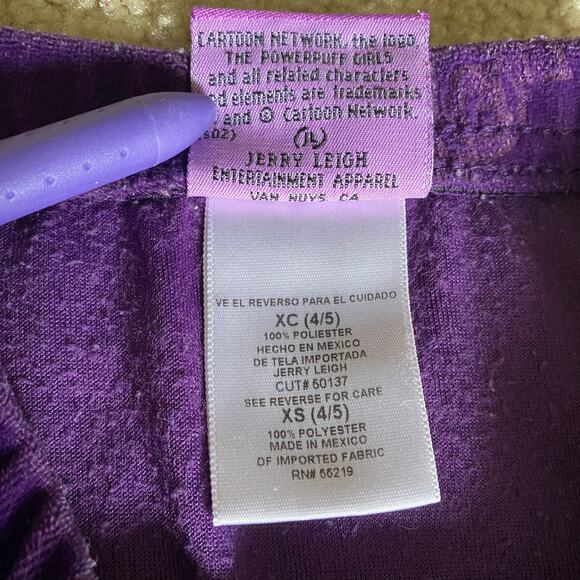 CARTOON NETWORK, the logo,
THE POWERPUFF GIRLS
and all related characters
elements are trademarks
and © Cartoon Network.
JL
JERRY LEIGH
ENTERTAINMENT APPAREL
VAN NUYS, CA
VE EL REVERSO PARA EL CUIDADO
XC (4/5)
100% POLIESTER
HECHO EN MEXICO
DE TELA IMPORTADA
JERRY LEIGH
CUT# 50137
SEE REVERSE FOR CARE
XS (4/5)
100% POLYESTER
MADE IN MEXICO
OF IMPORTED FABRIC
RN# 55219